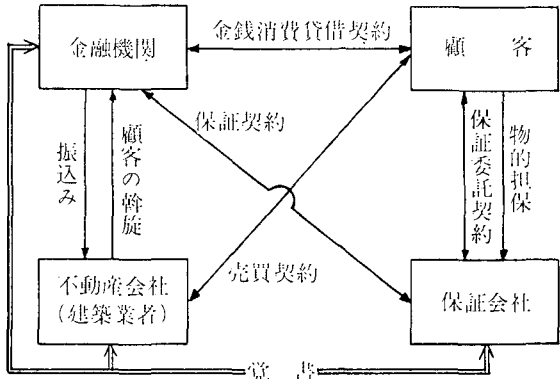 金銭消費貸借契約
金融機関
顧客
保証契約
振込み
顧客の斡旋
保証委託契約
物的担保
売買契約
不動産会社
(建築業者)
保証会社
覚書